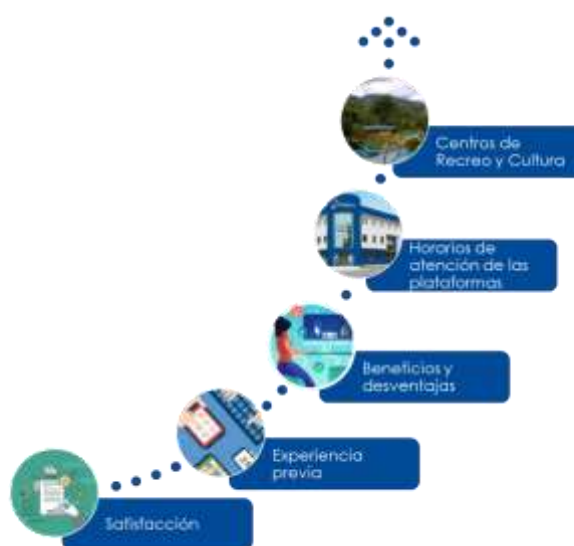 Centros de
Recreo y Cultura
Horarios de
atención de las
plataformas
Beneficios y
desventajas
Experiencia
previa
Satisfacción